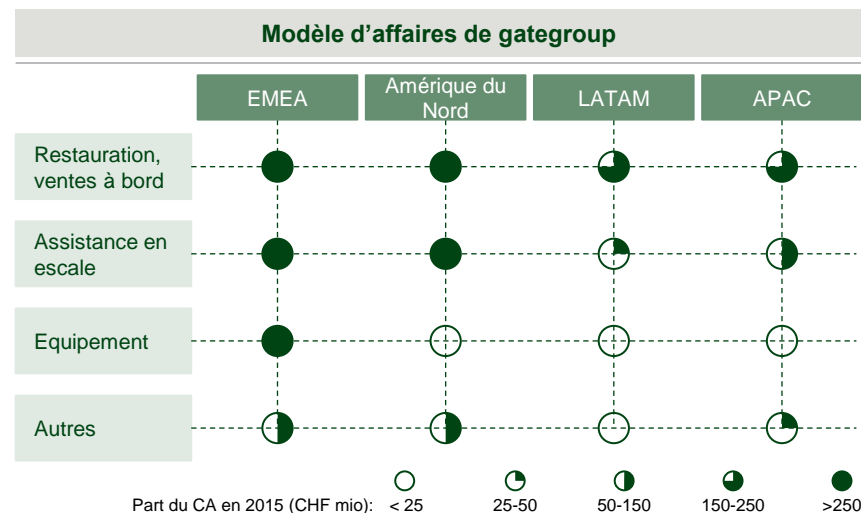 Modèle d’affaires de gategroup
EMEA
Amérique du
Nord
LATAM
APAC
Restauration,
ventes à bord
Assistance en
escale
Equipement
Autres
Part du CA en 2015 (CHF mio): < 25 25-50 50-150 150-250 >250